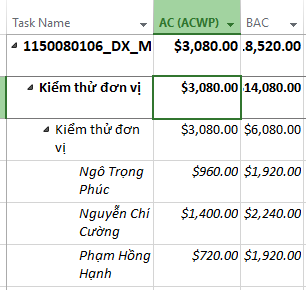 Task Name AC (ACWP) BAC
1150080106_DX_M $3,080.00 .8,520.00
Kiểm thử đơn vị $3,080.00 $14,080.00
Kiểm thử đơn $3,080.00 $6,080.00
vị
Ngô Trọng $960.00 $1,920.00
Phúc
Nguyễn Chí $1,400.00 $2,240.00
Cường
Phạm Hồng $720.00 $1,920.00
Hạnh